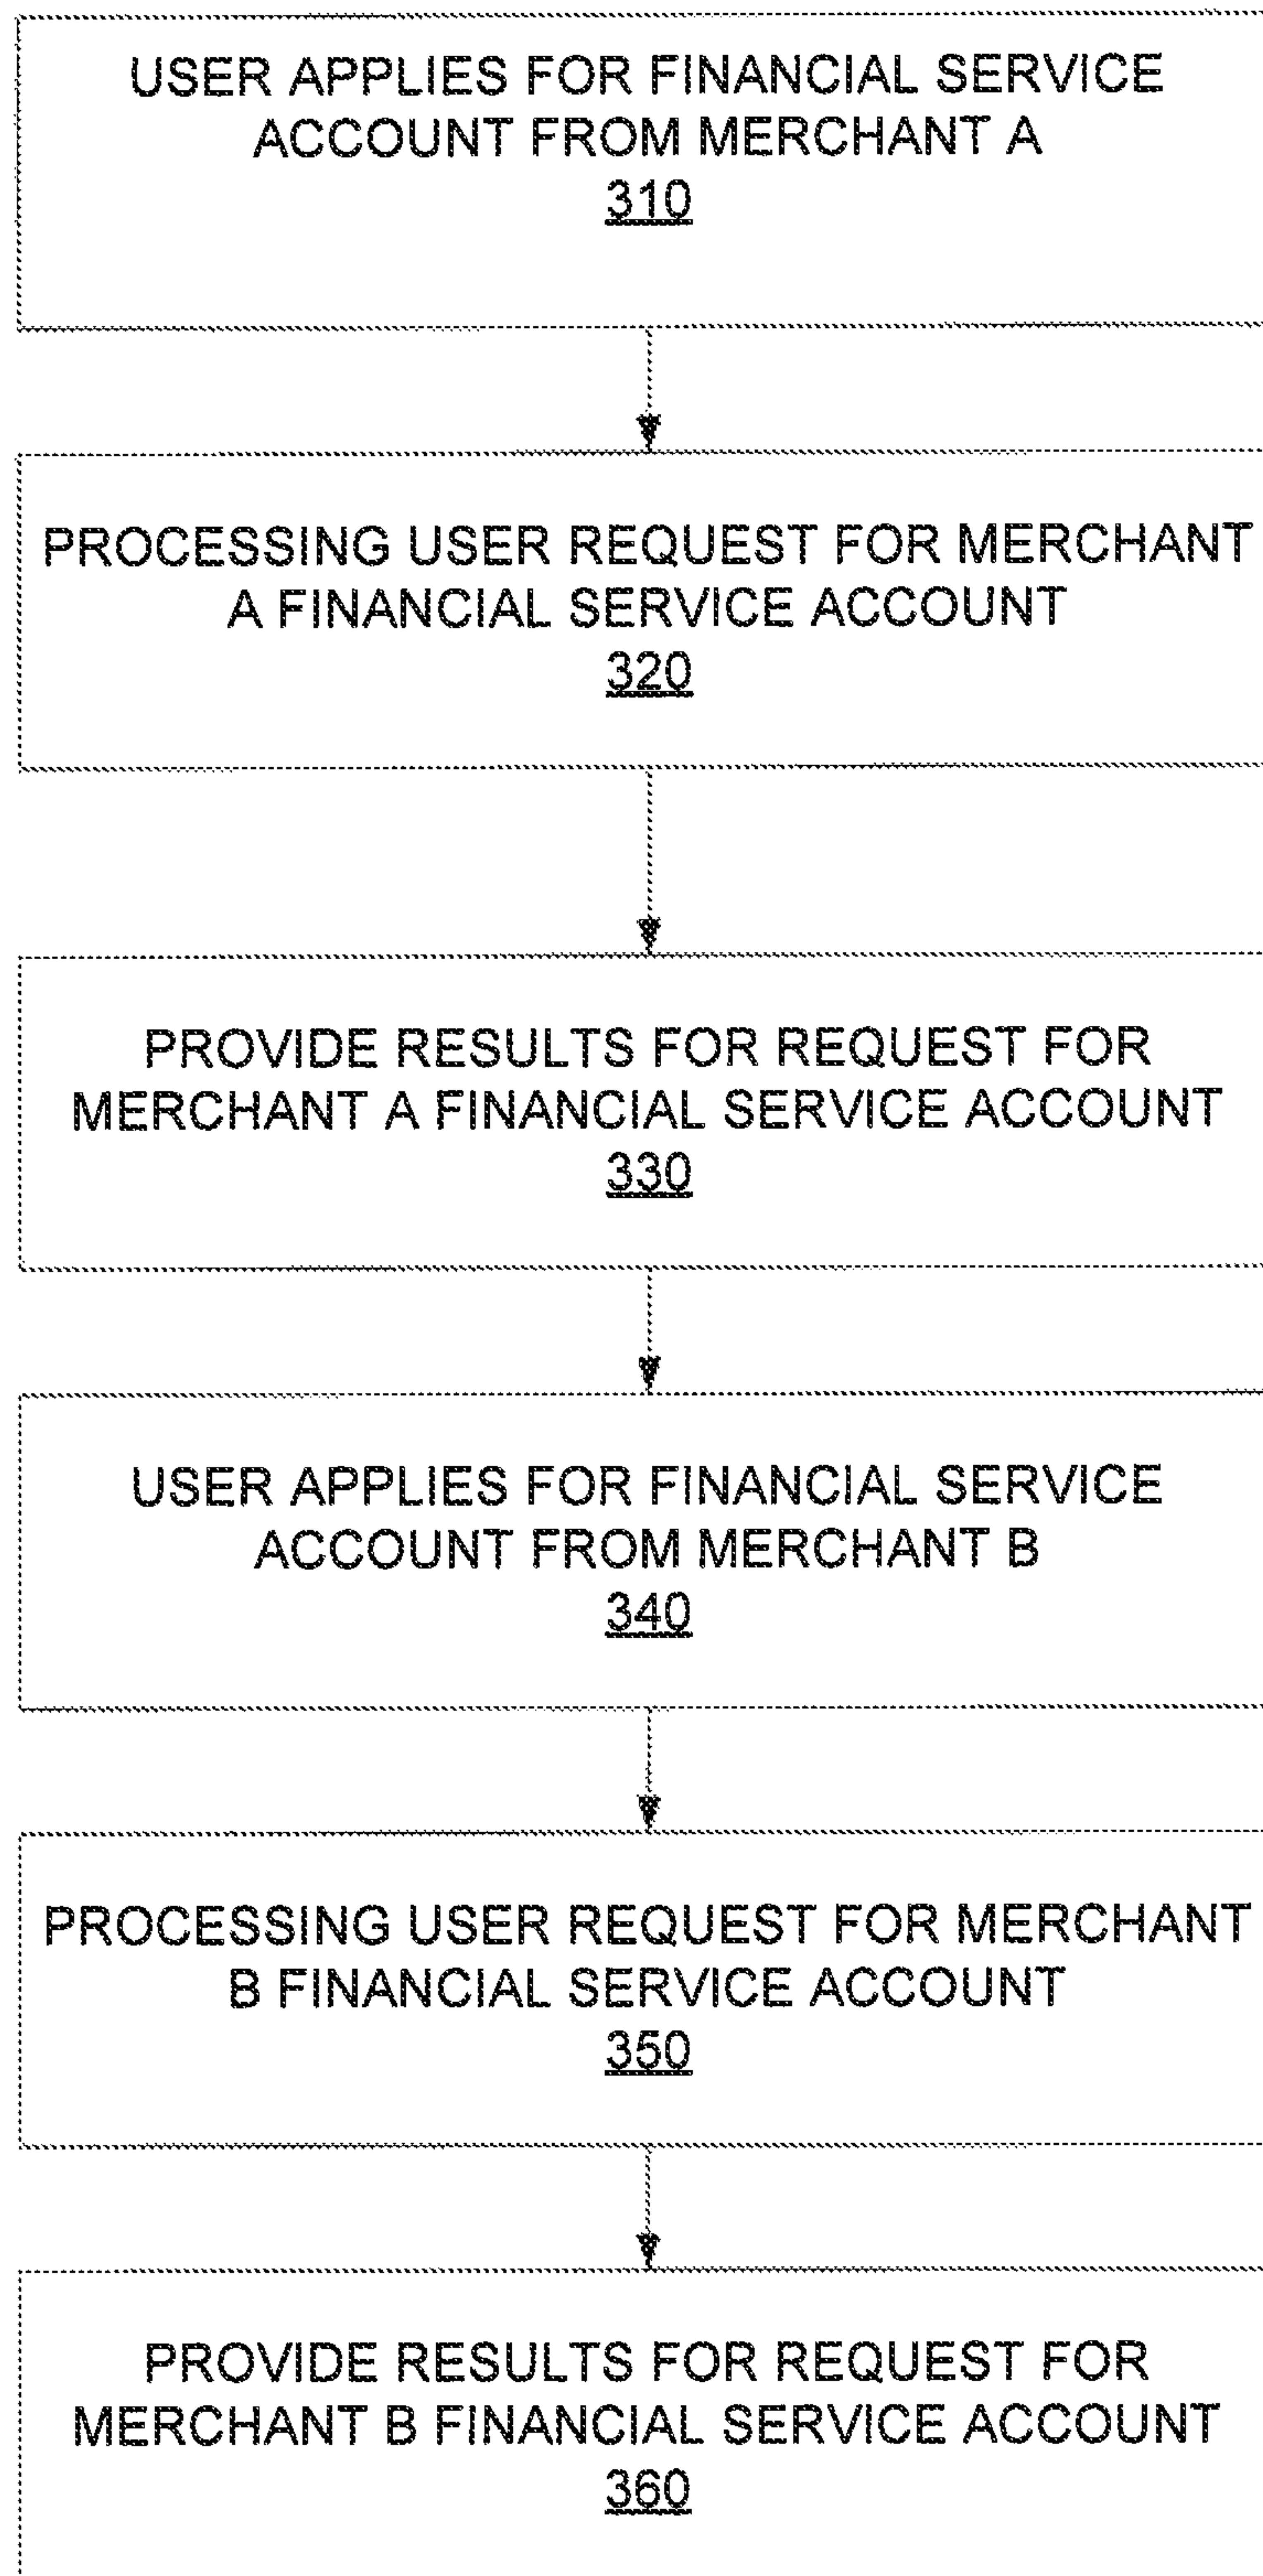 USER APPLIES FOR FINANCIAL SERVICE
ACCOUNT FROM MERCHANT A
310
PROCESSING USER REQUEST FOR MERCHANT
A FINANCIAL SERVICE ACCOUNT
320
PROVIDE RESULTS FOR REQUEST FOR
MERCHANT A FINANCIAL SERVICE ACCOUNT
330
USER APPLIES FOR FINANCIAL SERVICE
ACCOUNT FROM MERCHANT B
340
PROCESSING USER REQUEST FOR MERCHANT
B FINANCIAL SERVICE ACCOUNT
350
PROVIDE RESULTS FOR REQUEST FOR
MERCHANT B FINANCIAL SERVICE ACCOUNT
360